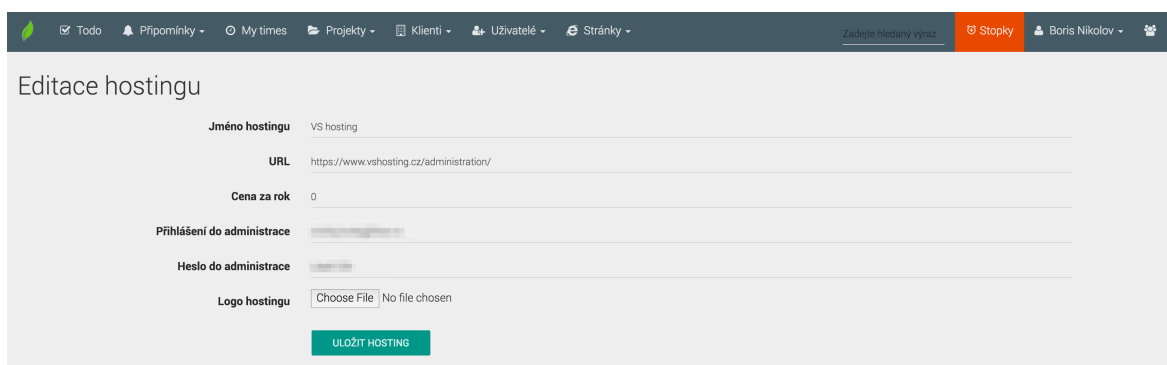 Todo Připomínky My times Projekty Klienti Uživatelé Stránky Zadejte hledaný výraz Stopky Boris Nikolov
Editace hostingu
Jméno hostingu VS hosting
URL https://www.vshosting.cz/administration/
Cena za rok 0
Přihlášení do administrace
Heslo do administrace
Logo hostingu Choose File No file chosen
ULOŽIT HOSTING